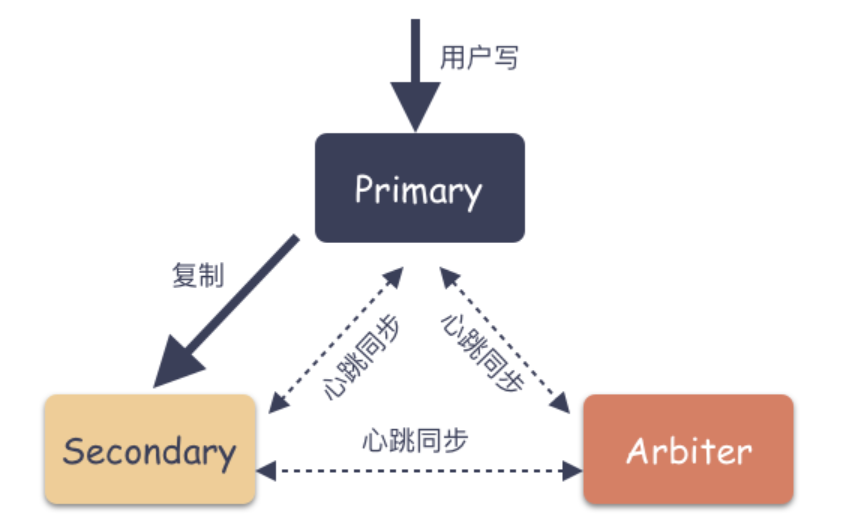 用户写
Primary
复制
心跳同步
心跳同步
心跳同步
Secondary
Arbiter